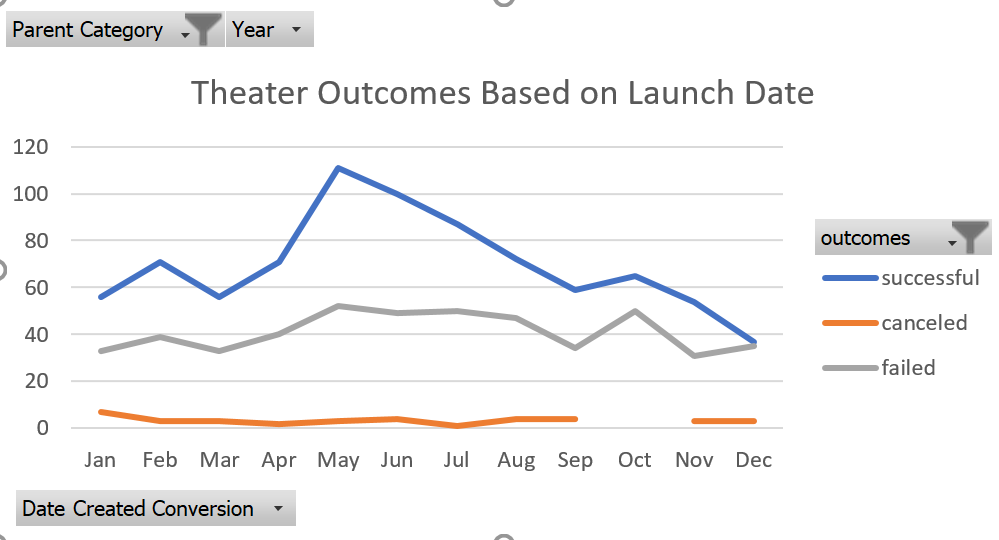 Parent Category Year
Theater Outcomes Based on Launch Date
120
100
80
60
40
20
0
Jan Feb Mar Apr May Jun Jul Aug Sep Oct Nov Dec
outcomes
successful
canceled
failed
Date Created Conversion